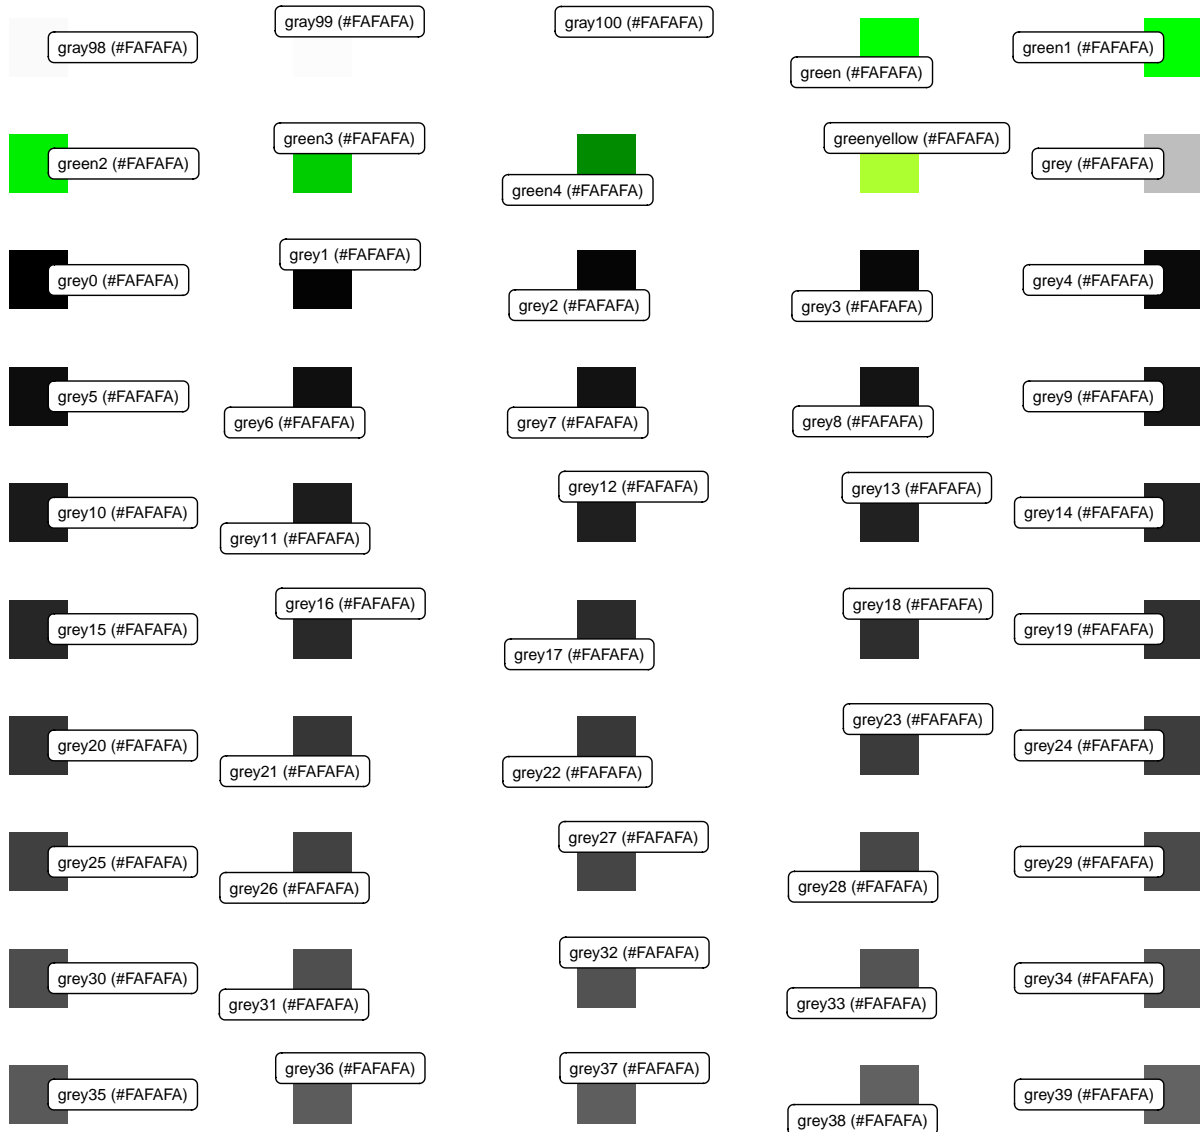 gray98 (#FAFAFA)
gray99 (#FAFAFA)
gray100 (#FAFAFA)
green (#FAFAFA)
green1 (#FAFAFA)
green2 (#FAFAFA)
green3 (#FAFAFA)
green4 (#FAFAFA)
greenyellow (#FAFAFA)
grey (#FAFAFA)
grey0 (#FAFAFA)
grey1 (#FAFAFA)
grey2 (#FAFAFA)
grey3 (#FAFAFA)
grey4 (#FAFAFA)
grey5 (#FAFAFA)
grey6 (#FAFAFA)
grey7 (#FAFAFA)
grey8 (#FAFAFA)
grey9 (#FAFAFA)
grey10 (#FAFAFA)
grey11 (#FAFAFA)
grey12 (#FAFAFA)
grey13 (#FAFAFA)
grey14 (#FAFAFA)
grey15 (#FAFAFA)
grey16 (#FAFAFA)
grey17 (#FAFAFA)
grey18 (#FAFAFA)
grey19 (#FAFAFA)
grey20 (#FAFAFA)
grey21 (#FAFAFA)
grey22 (#FAFAFA)
grey23 (#FAFAFA)
grey24 (#FAFAFA)
grey25 (#FAFAFA)
grey26 (#FAFAFA)
grey27 (#FAFAFA)
grey28 (#FAFAFA)
grey29 (#FAFAFA)
grey30 (#FAFAFA)
grey31 (#FAFAFA)
grey32 (#FAFAFA)
grey33 (#FAFAFA)
grey34 (#FAFAFA)
grey35 (#FAFAFA)
grey36 (#FAFAFA)
grey37 (#FAFAFA)
grey38 (#FAFAFA)
grey39 (#FAFAFA)